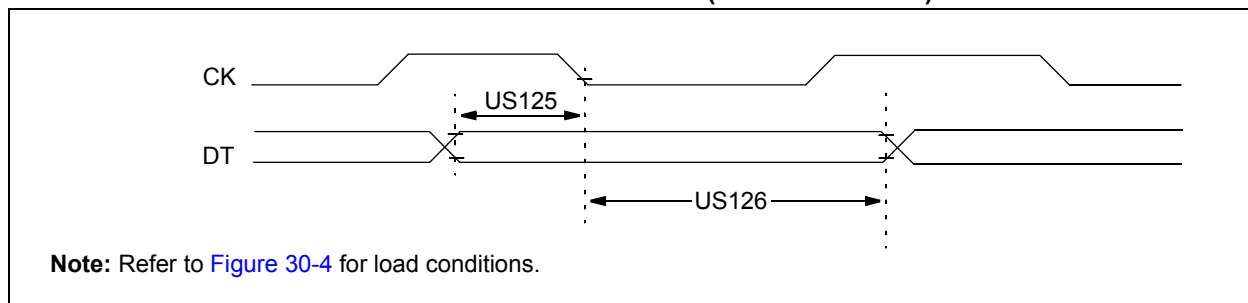 CK
US125
DT
US126
Note: Refer to Figure 30-4 for load conditions.